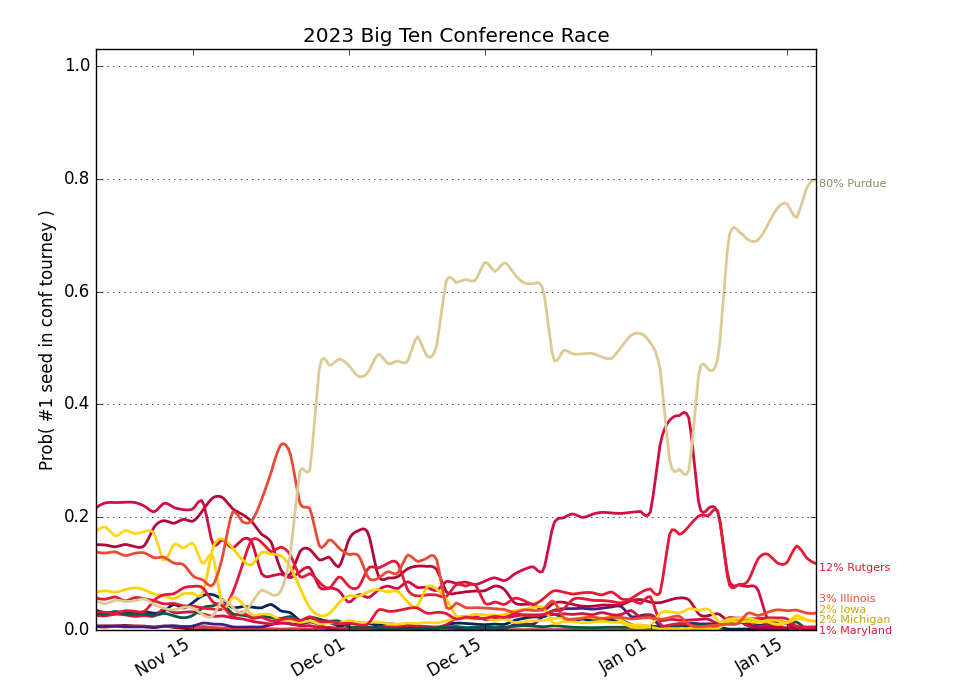 2023 Big Ten Conference Race
Prob( #1 seed in conf tourney )
1.0
0.8
0.6
0.4
0.2
0.0
80% Purdue
12% Rutgers
3% Illinois
2% Iowa
2% Michigan
1% Maryland
Nov 15
Dec 01
Dec 15
Jan 01
Jan 15